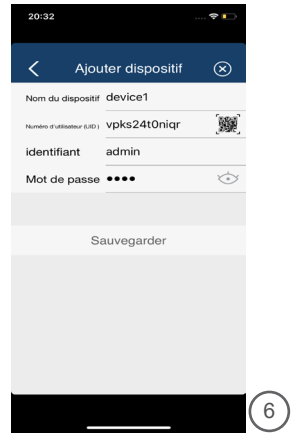 20:32
Ajouter dispositif
Nom du dispositif device1
Numéro d'utilisateur (UID) vpks24t0niqr
identifiant admin
Mot de passe ••••
Sauvegarder
6